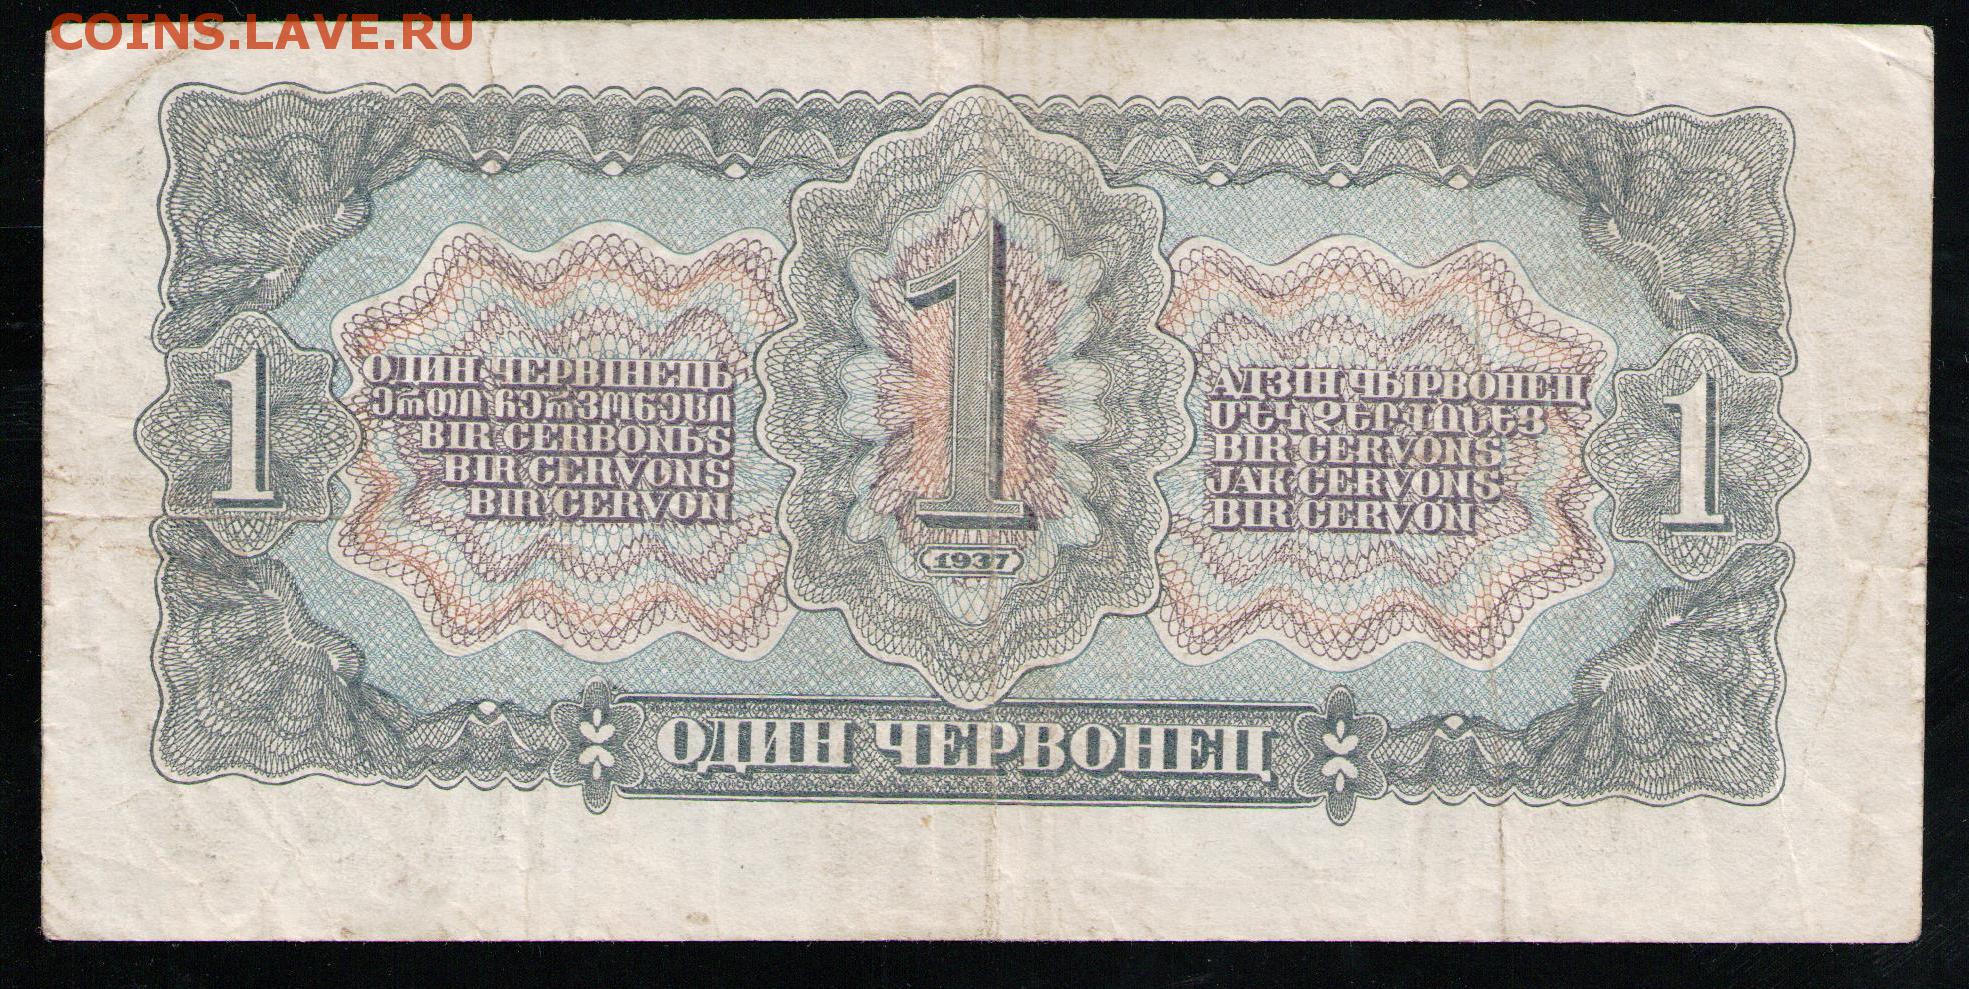 COINS.LAVE.RU
1
ОДИН ЧЕРВІНЕЦЬ
ᲔᲠᲗᲘ ᲩᲔᲠᲕᲝᲜᲔᲪᲘ
BIR CERBONЬS
BIR CERVONS
BIR CERVON
1
1937
АДЗІН ЧЫРВОНЕЦ
ՄԵԿ ՉԵՐՎՈՆԵՑ
BIR CERVONS
JAK CERVONS
BIR CERVON
1
ОДИН ЧЕРВОНЕЦ